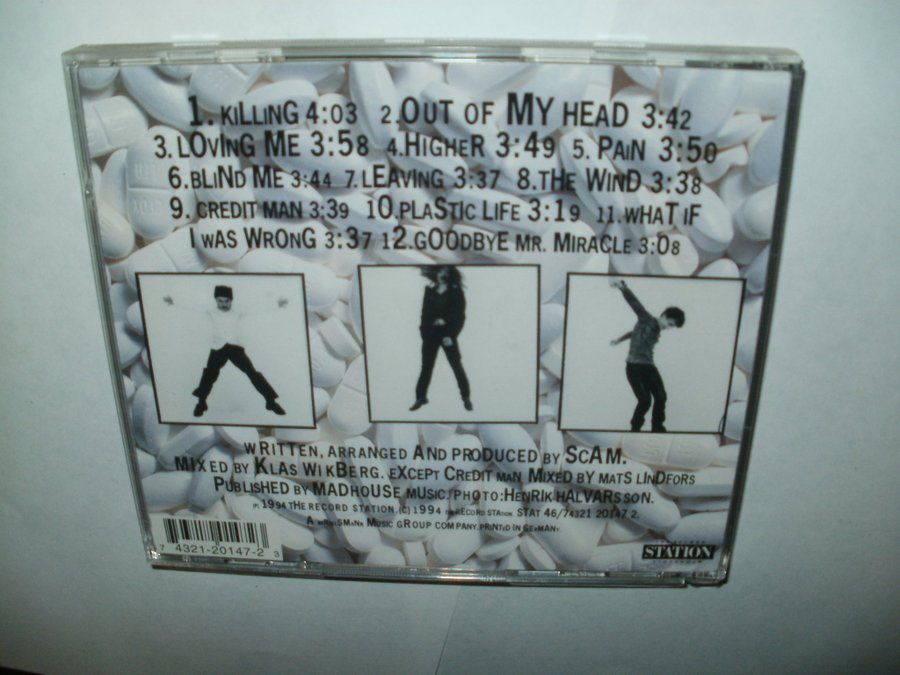 1. KiLLiNG 4:03 2.OUT OF MY HEAD 3:42
3. LOViNG ME 3:58 4.HiGHER 3:49 5. PAiN 3:50
6.BLiND ME 3:44 7.LEAViNG 3:37 8.THE WiND 3:38
9. CREDiT MAN 3:39 10.PLASTiC LiFE 3:19 11.WHAT iF
I WAS WRONG 3:37 12.GOODBYE MR. MiRACLE 3:08
WRiTTEN, ARRANGED AND PRODUCED BY SCAM.
MiXED BY KLAS WiKBERG. EXCEPT CREDiT MAN MiXED BY MATS LiNDFORS
PUBLiSHED BY MADHOUSE MUSiC. PHOTO:HENRiK HALVARSSON.
(P) 1994 THE RECORD STATiON. (C) 1994 THE RECORD STATiON. STAT 46/74321 20147 2.
A MUSiC GROUP COMPANY. PRiNTED iN GERMANY
7 4321-20147-2 3
STATION
STOCKHOLM